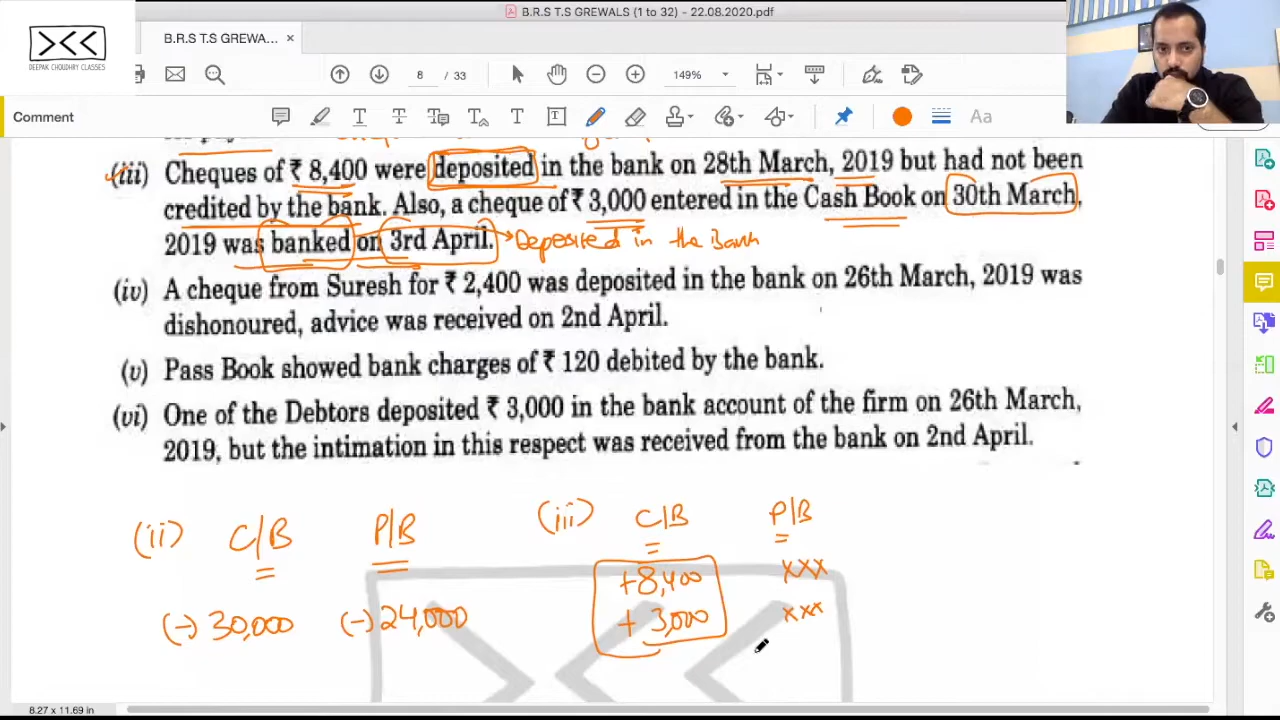 B.R.S T.S GREWALS (1 to 32) - 22.08.2020.pdf
DEEPAK CHOUDHRY CLASSES
B.R.S T.S GREWA... ×
8 / 33
149%
Comment
Aa
(iii) Cheques of ₹ 8,400 were deposited in the bank on 28th March, 2019 but had not been
credited by the bank. Also, a cheque of ₹ 3,000 entered in the Cash Book on 30th March,
2019 was banked on 3rd April. → Deposited in the Bank
(iv) A cheque from Suresh for ₹ 2,400 was deposited in the bank on 26th March, 2019 was
dishonoured, advice was received on 2nd April.
(v) Pass Book showed bank charges of ₹ 120 debited by the bank.
(vi) One of the Debtors deposited ₹ 3,000 in the bank account of the firm on 26th March,
2019, but the intimation in this respect was received from the bank on 2nd April.
(ii) C/B P/B (iii) C/B P/B
+8,400 xxx
(-) 30,000 (-) 24,000 + 3,000 xxx
8.27 x 11.69 in